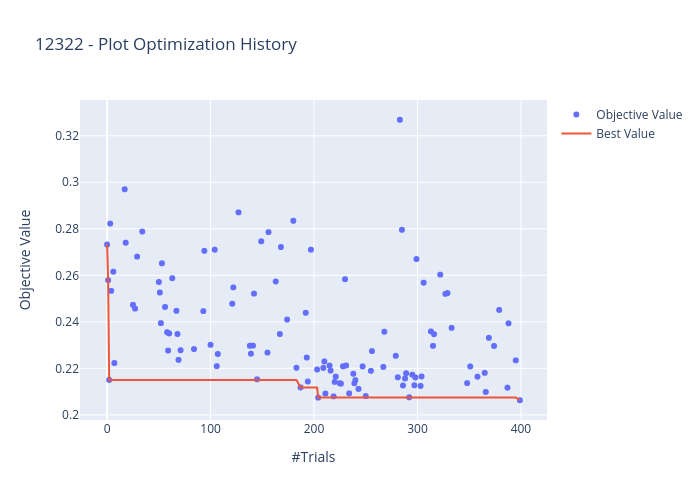 12322 - Plot Optimization History
Objective Value
Best Value
0.32
0.3
0.28
0.26
0.24
0.22
0.2
0 100 200 300 400
#Trials
Objective Value